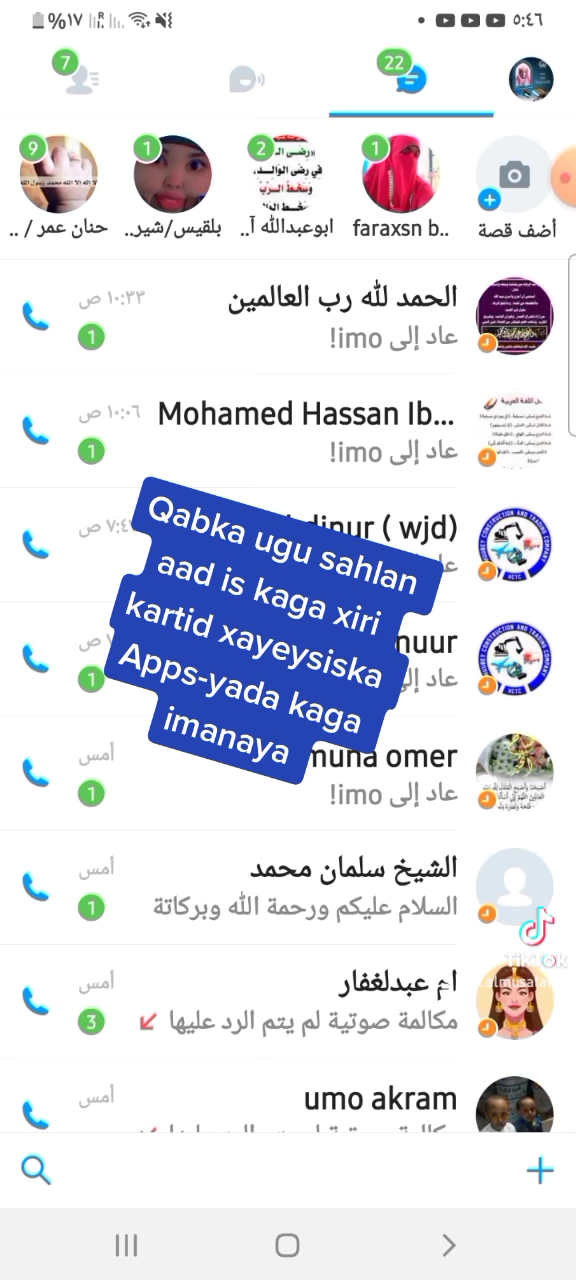 ٥:٤٦
%١٧
7
22
9
1
2
1
أضف قصة
faraxsn b..
ابوعبدالله آ..
بلقيس/شير..
حنان عمر / ..
الحمد لله رب العالمين
١٠:٣٣ ص
عاد إلى imo!
1
Mohamed Hassan Ib...
١٠:٠٦ ص
عاد إلى imo!
1
( wjd)
ص
Qabka ugu sahlan
aad is kaga xiri
kartid xayeysiska
Apps-yada kaga
imanaya
nuur
1
muna omer
أمس
عاد إلى imo!
1
الشيخ سلمان محمد
أمس
السلام عليكم ورحمة الله وبركاتة
1
ام عبدلغفار
أمس
مكالمة صوتية لم يتم الرد عليها
3
TikTok
umo akram
أمس